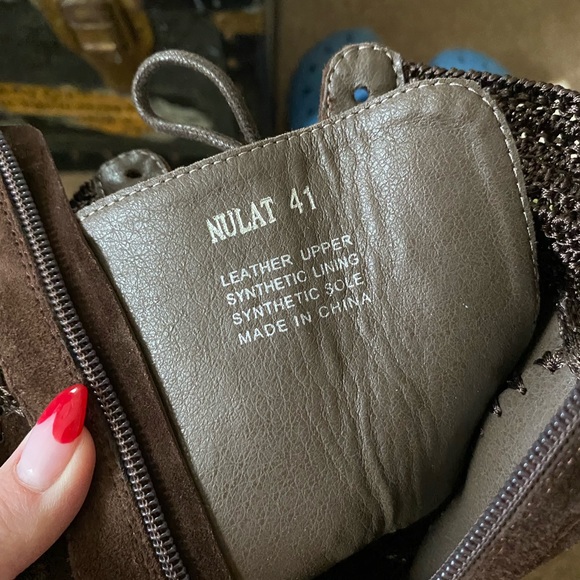 NULAT 41
LEATHER UPPER
SYNTHETIC LINING
SYNTHETIC SOLE
MADE IN CHINA